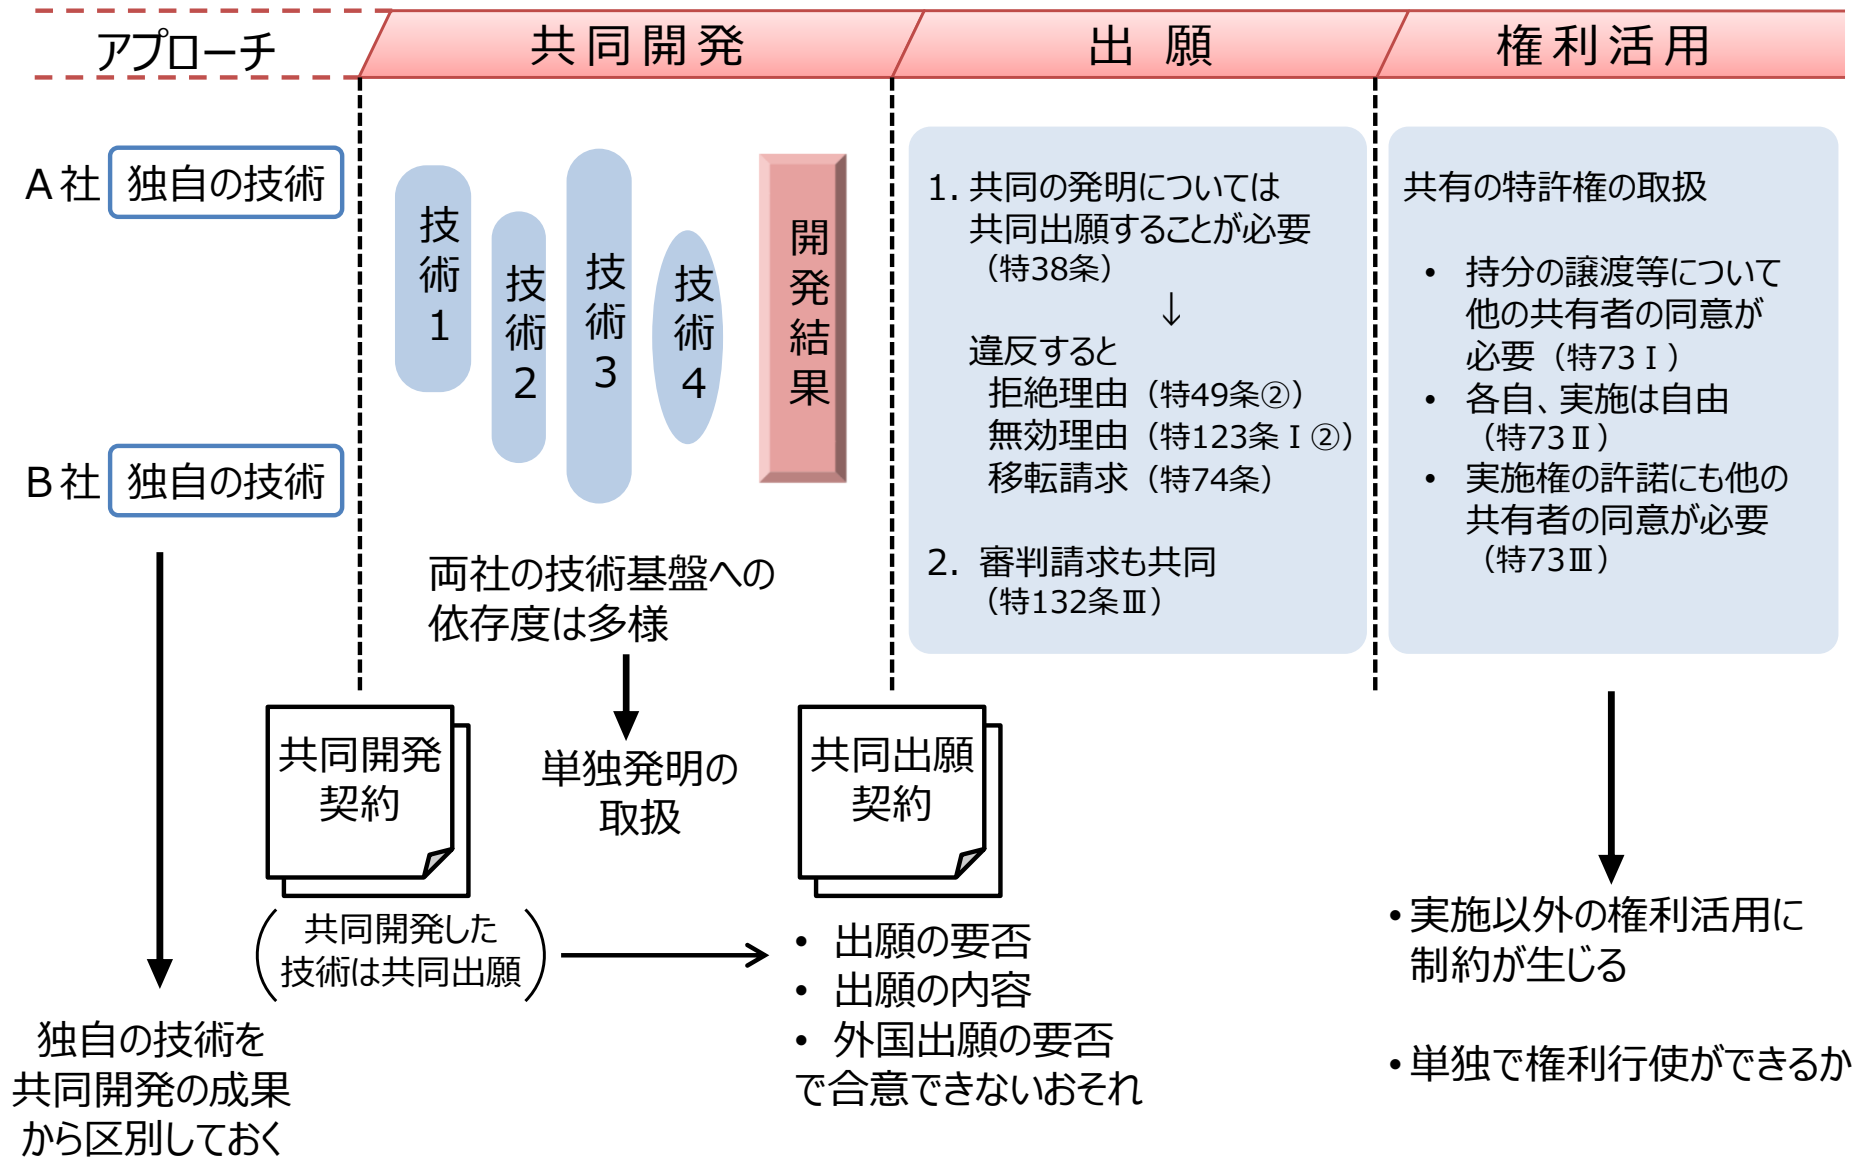 アプローチ
共同開発
出 願
権利活用
A社
独自の技術
B社
独自の技術
独自の技術を
共同開発の成果
から区別しておく
技術1
技術2
技術3
技術4
開発結果
両社の技術基盤への
依存度は多様
単独発明の
取扱
共同開発
契約
共同開発した
技術は共同出願
1. 共同の発明については
共同出願することが必要
（特38条）
↓
違反すると
拒絶理由（特49条②）
無効理由（特123条Ⅰ②）
移転請求（特74条）
2. 審判請求も共同
（特132条Ⅲ）
共同出願
契約
• 出願の要否
• 出願の内容
• 外国出願の要否
で合意できないおそれ
共有の特許権の取扱
• 持分の譲渡等について
他の共有者の同意が
必要（特73Ⅰ）
• 各自、実施は自由
（特73Ⅱ）
• 実施権の許諾にも他の
共有者の同意が必要
（特73Ⅲ）
•実施以外の権利活用に
制約が生じる
•単独で権利行使ができるか